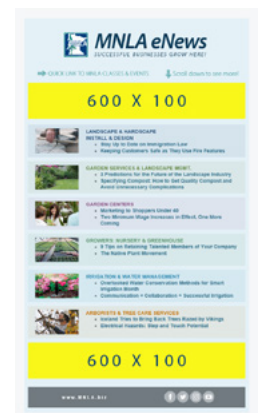 MNLA eNews
SUCCESSFUL BUSINESSES GROW HERE!
QUICK LINK TO MNLA CLASSES & EVENTS
Scroll down to see more!
600 X 100
LANDSCAPE & HARDSCAPE
INSTALL & DESIGN
• Stay Up to Date on Immigration Law
• Keeping Customers Safe as They Use Fire Features
GARDEN SERVICES & LANDSCAPE MGMT.
• 5 Predictions for the Future of the Landscape Industry
• Specifying Compost: How to Get Quality Compost and
Avoid Unnecessary Complications
GARDEN CENTERS
• Marketing to Shoppers Under 40
• Two Minimum Wage Increases in Effect, One More
Coming
GROWERS: NURSERY & GREENHOUSE
• 5 Tips on Retaining Talented Members of Your Company
• The Native Plant Movement
IRRIGATION & WATER MANAGEMENT
• Overlooked Water Conservation Methods for Smart
Irrigation Month
• Communication + Collaboration = Successful Irrigation
ARBORISTS & TREE CARE SERVICES
• Iceland Tries to Bring Back Trees Razed by Vikings
• Electrical Hazards: Step and Touch Potential
600 X 100
www.MNLA.biz